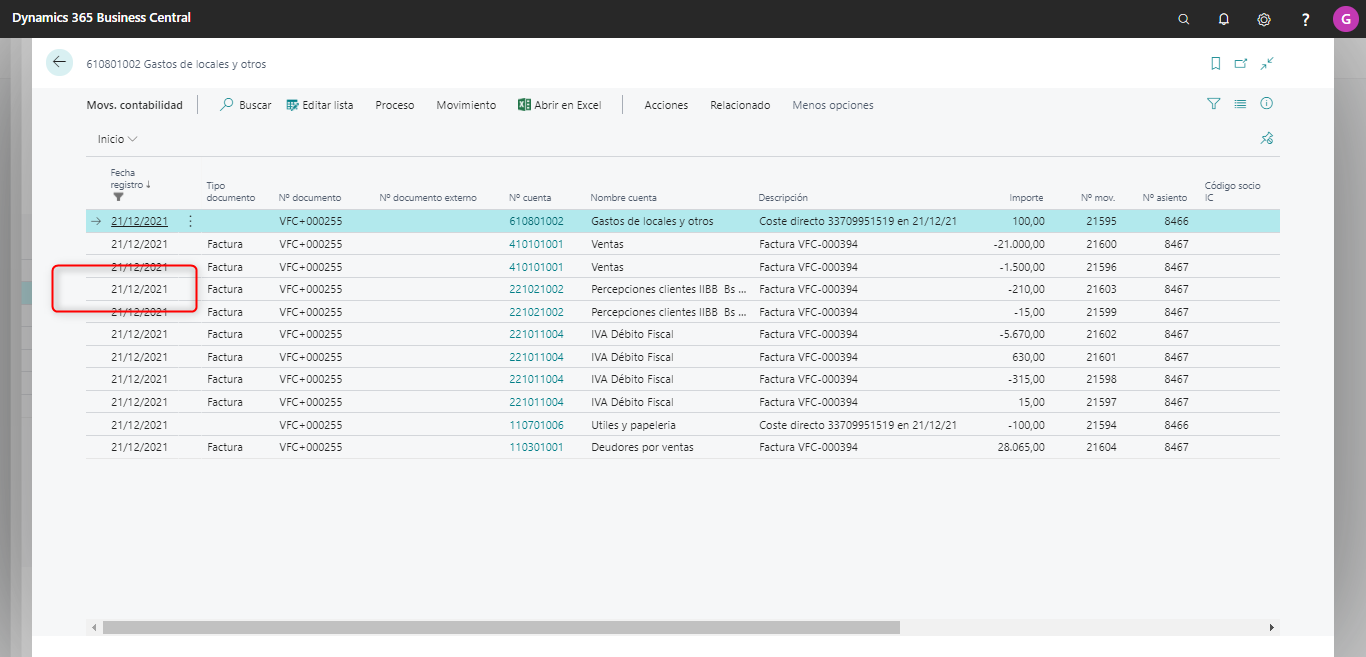 Dynamics 365 Business Central
? G
610801002 Gastos de locales y otros
Movs. contabilidad Buscar Editar lista Proceso Movimiento Abrir en Excel Acciones Relacionado Menos opciones
Inicio
Fecha registro ↓ Tipo documento Nº documento Nº documento externo Nº cuenta Nombre cuenta Descripción Importe Nº mov. Nº asiento Código socio IC
21/12/2021 VFC+000255 610801002 Gastos de locales y otros Coste directo 33709951519 en 21/12/21 100,00 21595 8466
21/12/2021 Factura VFC+000255 410101001 Ventas Factura VFC-000394 -21.000,00 21600 8467
21/12/2021 Factura VFC+000255 410101001 Ventas Factura VFC-000394 -1.500,00 21596 8467
21/12/2021 Factura VFC+000255 221021002 Percepciones clientes IIBB Bs ... Factura VFC-000394 -210,00 21603 8467
21/12/2021 Factura VFC+000255 221021002 Percepciones clientes IIBB Bs ... Factura VFC-000394 -15,00 21599 8467
21/12/2021 Factura VFC+000255 221011004 IVA Débito Fiscal Factura VFC-000394 -5.670,00 21602 8467
21/12/2021 Factura VFC+000255 221011004 IVA Débito Fiscal Factura VFC-000394 630,00 21601 8467
21/12/2021 Factura VFC+000255 221011004 IVA Débito Fiscal Factura VFC-000394 -315,00 21598 8467
21/12/2021 Factura VFC+000255 221011004 IVA Débito Fiscal Factura VFC-000394 15,00 21597 8467
21/12/2021 VFC+000255 110701006 Utiles y papeleria Coste directo 33709951519 en 21/12/21 -100,00 21594 8466
21/12/2021 Factura VFC+000255 110301001 Deudores por ventas Factura VFC-000394 28.065,00 21604 8467